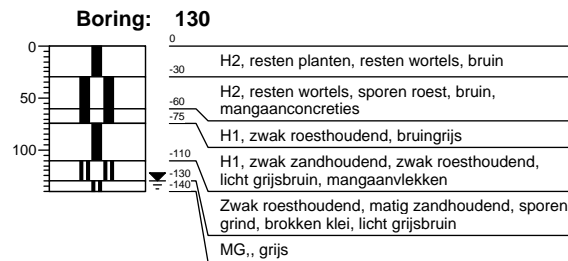 Boring: 130
0
0
H2, resten planten, resten wortels, bruin
-30
H2, resten wortels, sporen roest, bruin,
mangaanconcreties
50
-60
-75
H1, zwak roesthoudend, bruingrijs
100
-110
H1, zwak zandhoudend, zwak roesthoudend,
licht grijsbruin, mangaanvlekken
-130
-140
Zwak roesthoudend, matig zandhoudend, sporen
grind, brokken klei, licht grijsbruin
MG,, grijs